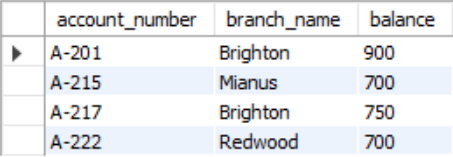 account_number branch_name balance
A-201 Brighton 900
A-215 Mianus 700
A-217 Brighton 750
A-222 Redwood 700